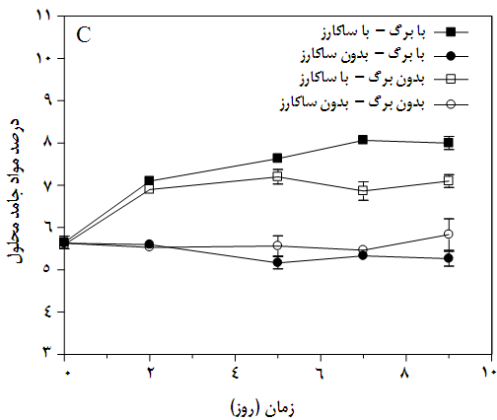 C
با برگ – با ساکارز
با برگ – بدون ساکارز
بدون برگ – با ساکارز
بدون برگ – بدون ساکارز
درصد مواد جامد محلول
۱۱
۱۰
۹
۸
۷
۶
۵
۴
۳
۰ ۲ ۴ ۶ ۸ ۱۰
زمان (روز)